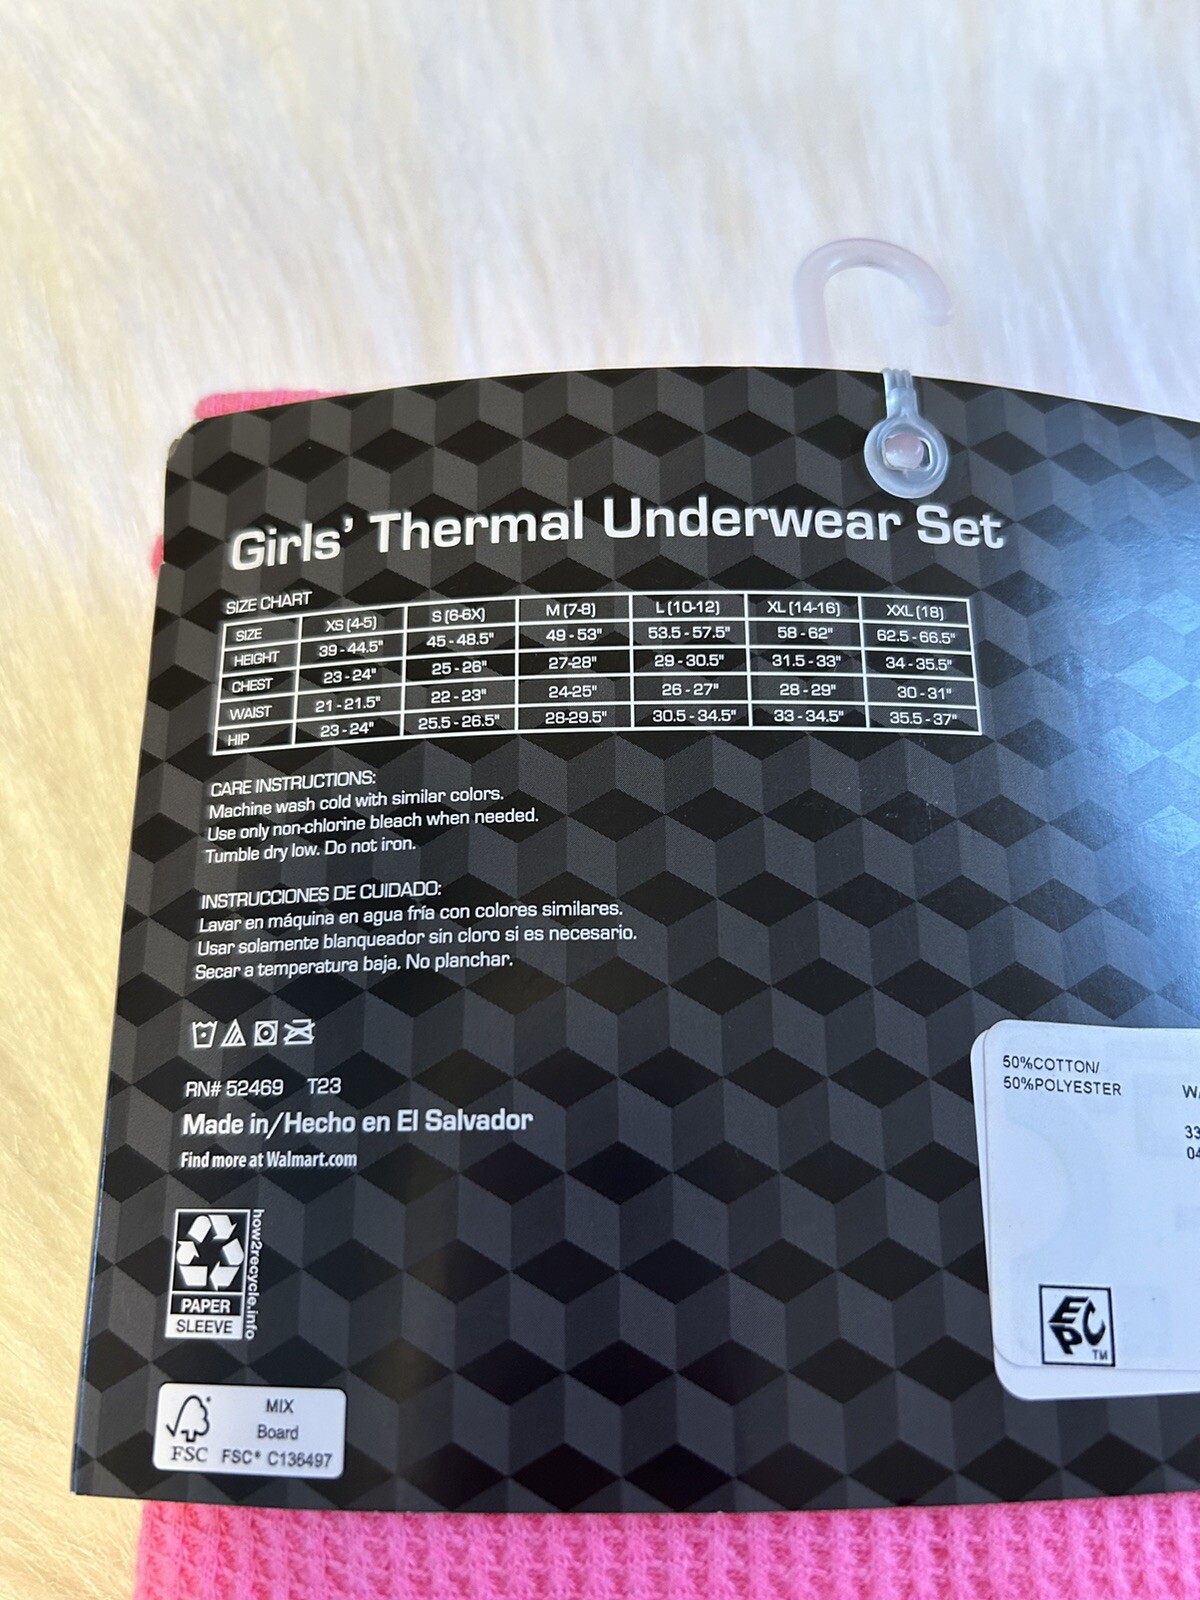 Girls' Thermal Underwear Set
SIZE CHART
SIZE XS (4-5) S (6-6X) M (7-8) L (10-12) XL (14-16) XXL (18)
HEIGHT 39 - 44.5" 45 - 48.5" 49 - 53" 53.5 - 57.5" 58 - 62" 62.5 - 66.5"
CHEST 23 - 24" 25 - 26" 27-28" 29 - 30.5" 31.5 - 33" 34 - 35.5"
WAIST 21 - 21.5" 22 - 23" 24-25" 26 - 27" 28 - 29" 30 - 31"
HIP 23 - 24" 25.5 - 26.5" 28-29.5" 30.5 - 34.5" 33 - 34.5" 35.5 - 37"
CARE INSTRUCTIONS:
Machine wash cold with similar colors.
Use only non-chlorine bleach when needed.
Tumble dry low. Do not iron.
INSTRUCCIONES DE CUIDADO:
Lavar en máquina en agua fría con colores similares.
Usar solamente blanqueador sin cloro si es necesario.
Secar a temperatura baja. No planchar.
RN# 52469 T23
Made in/Hecho en El Salvador
Find more at Walmart.com
PAPER
SLEEVE
how2recycle.info
FSC
MIX
Board
FSC® C136497
50%COTTON/
50%POLYESTER
W
33
04
EPC
TM